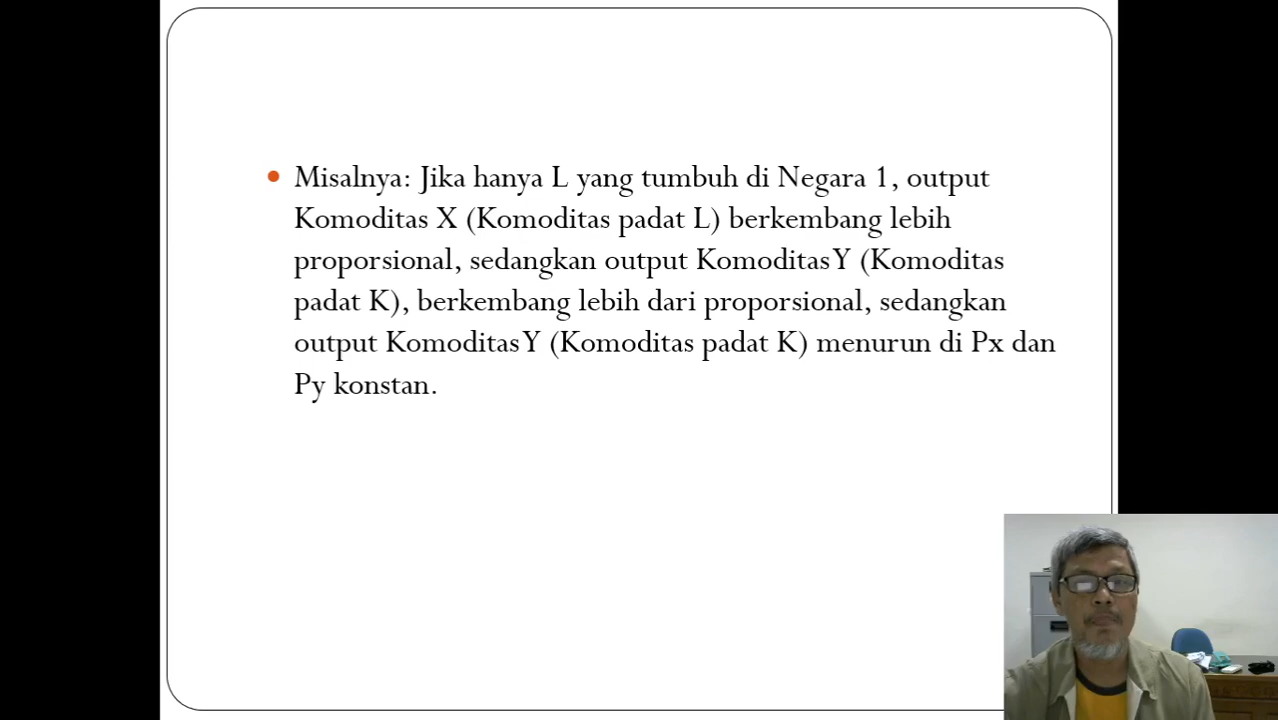 Misalnya: Jika hanya L yang tumbuh di Negara 1, output
Komoditas X (Komoditas padat L) berkembang lebih
proporsional, sedangkan output Komoditas Y (Komoditas
padat K), berkembang lebih dari proporsional, sedangkan
output Komoditas Y (Komoditas padat K) menurun di Px dan
Py konstan.